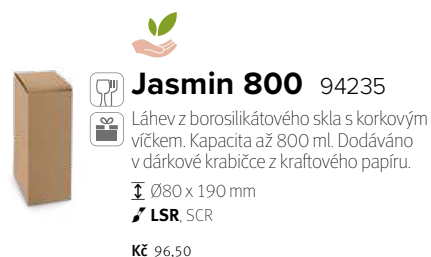 Jasmin 800 94235
Láhev z borosilikátového skla s korkovým
víčkem. Kapacita až 800 ml. Dodáváno
v dárkové krabičce z kraftového papíru.
Ø80 x 190 mm
LSR, SCR
Kč 96,50